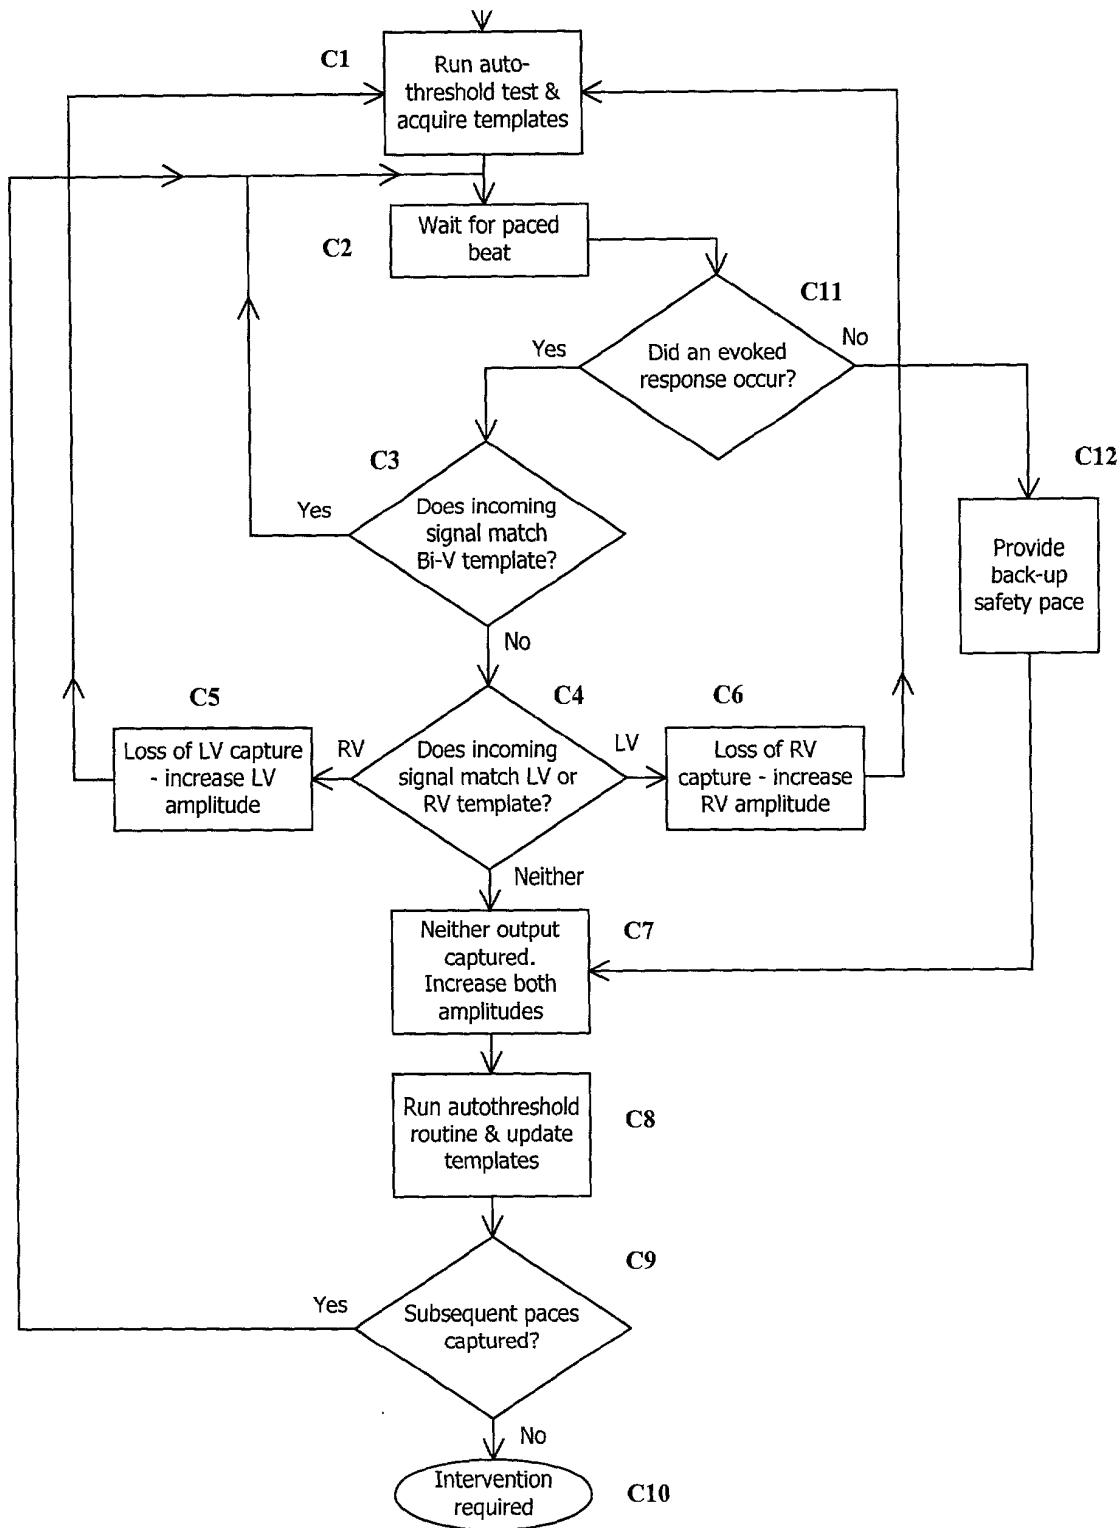 C1
Run auto-
threshold test &
acquire templates
C2
Wait for paced
beat
C11
Yes
Did an evoked
response occur?
No
C3
C12
Yes
Does incoming
signal match
Bi-V template?
Provide
back-up
safety pace
No
C5
C4
C6
Loss of LV capture
- increase LV
amplitude
RV
Does incoming
signal match LV or
RV template?
LV
Loss of RV
capture - increase
RV amplitude
Neither
Neither output
captured.
Increase both
amplitudes
C7
Run autothreshold
routine & update
templates
C8
C9
Yes
Subsequent paces
captured?
No
Intervention
required
C10